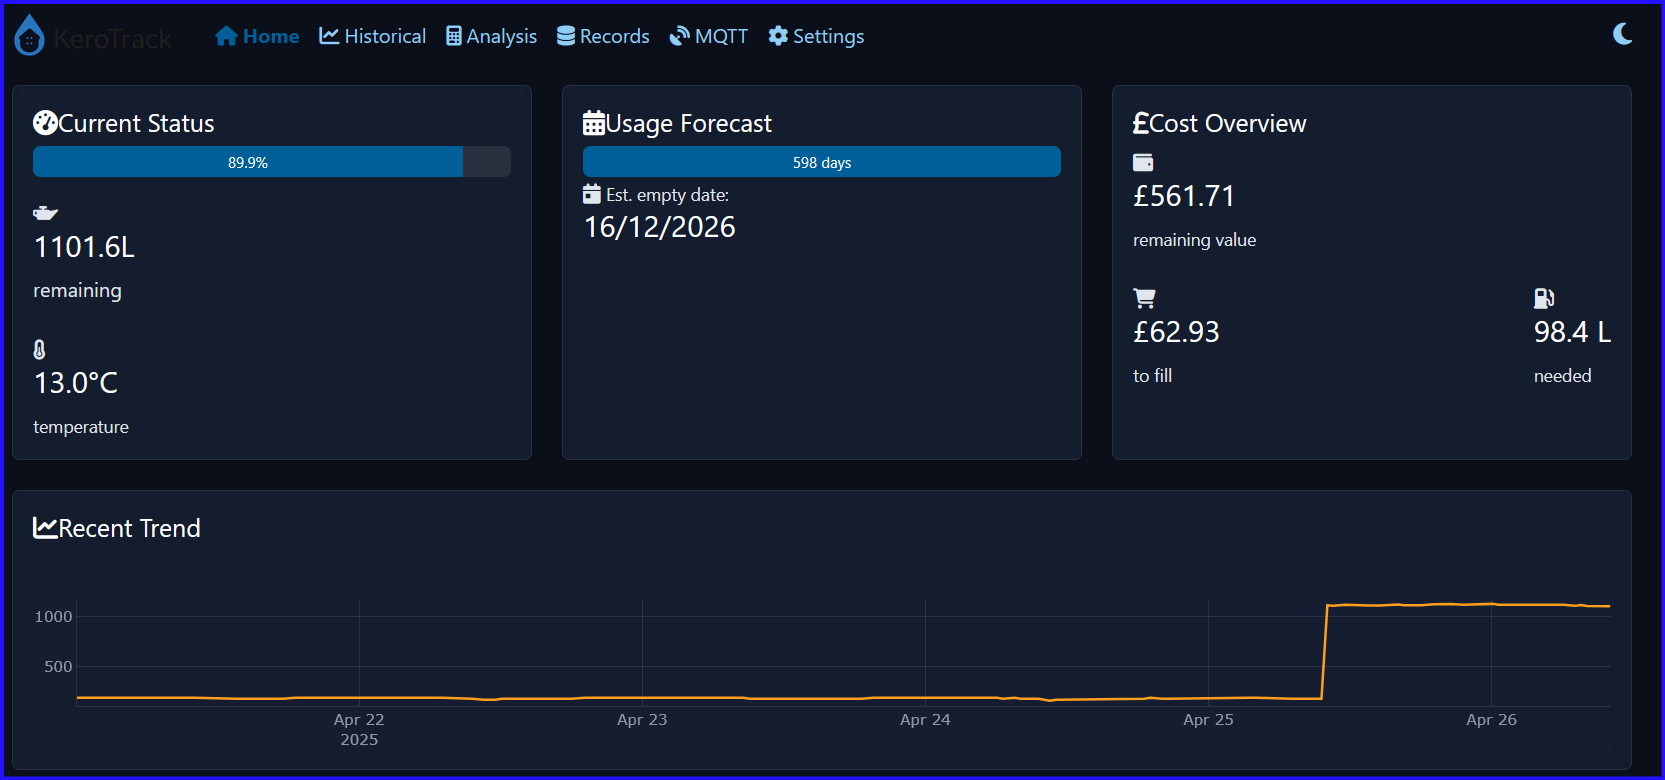 KeroTrack
Home Historical Analysis Records MQTT Settings
Current Status
89.9%
1101.6L
remaining
13.0°C
temperature
Usage Forecast
598 days
Est. empty date:
16/12/2026
£Cost Overview
£561.71
remaining value
£62.93
to fill
98.4 L
needed
Recent Trend
1000
500
Apr 22
2025
Apr 23
Apr 24
Apr 25
Apr 26